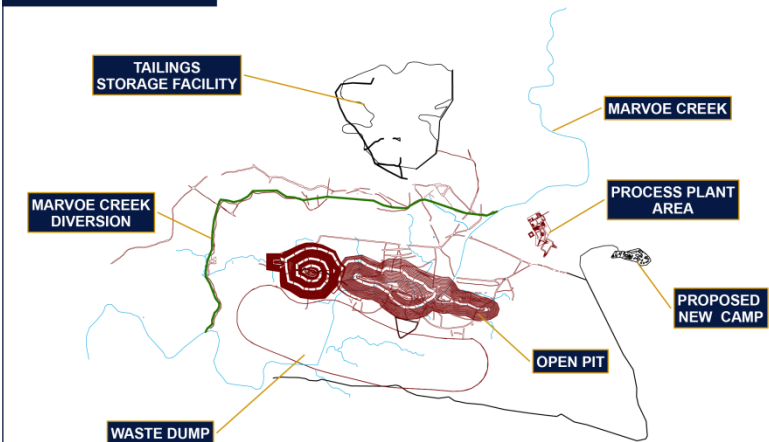 TAILINGS
STORAGE FACILITY
MARVOE CREEK
PROCESS PLANT
AREA
MARVOE CREEK
DIVERSION
PROPOSED
NEW CAMP
OPEN PIT
WASTE DUMP